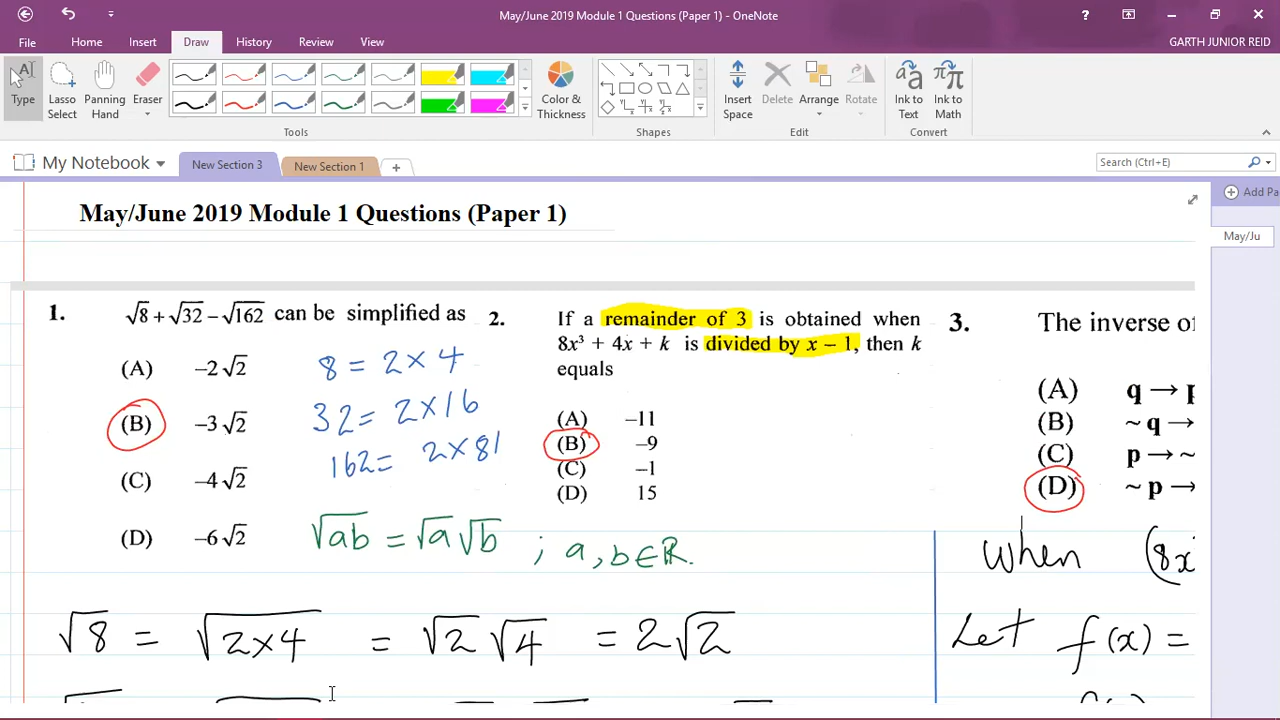 May/June 2019 Module 1 Questions (Paper 1) - OneNote
?
File
Home
Insert
Draw
History
Review
View
GARTH JUNIOR REID
Type
Lasso Select
Panning Hand
Eraser
Color & Thickness
Insert Space
Delete
Arrange
Rotate
Ink to Text
Ink to Math
Tools
Shapes
Edit
Convert
My Notebook
New Section 3
New Section 1
+
Search (Ctrl+E)
Add Pa
May/Ju
May/June 2019 Module 1 Questions (Paper 1)
1. √8 + √32 – √162 can be simplified as
(A) –2√2
(B) –3√2
(C) –4√2
(D) –6√2
8 = 2 × 4
32 = 2 × 16
162 = 2 × 81
√ab = √a √b ; a, b ∈ ℝ.
√8 = √2×4 = √2 √4 = 2√2
2. If a remainder of 3 is obtained when
8x³ + 4x + k is divided by x – 1, then k
equals
(A) –11
(B) –9
(C) –1
(D) 15
3. The inverse of
(A) q → p
(B) ~ q →
(C) p → ~
(D) ~ p →
When (8x
Let f(x) =